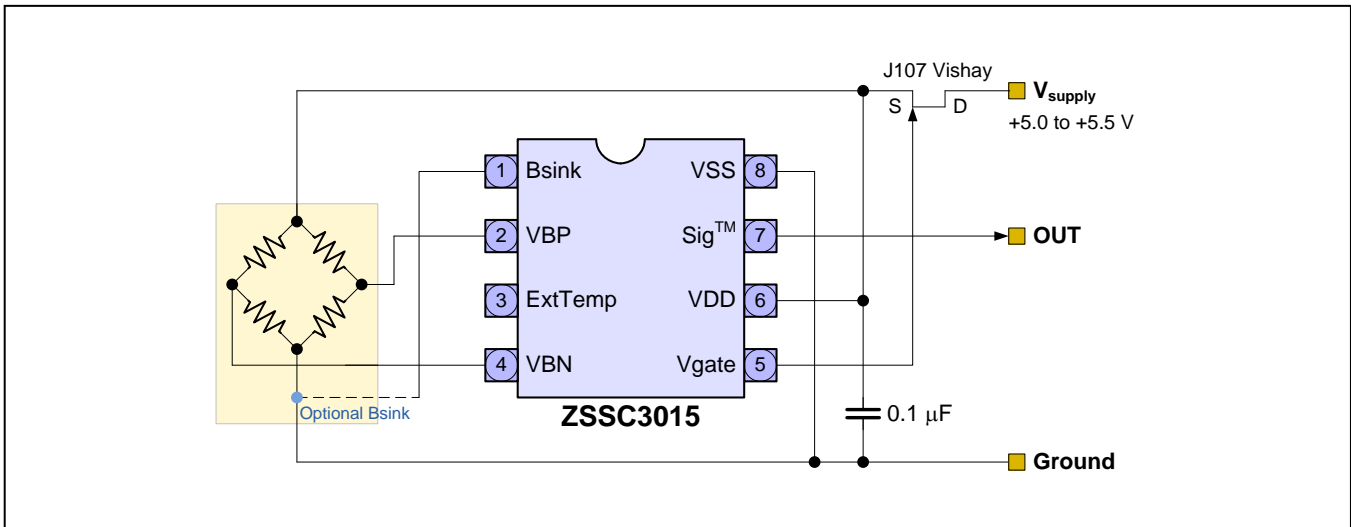 J107 Vishay
S
D
Vsupply
+5.0 to +5.5 V
1 Bsink VSS 8
2 VBP Sig™ 7 OUT
3 ExtTemp VDD 6
4 VBN Vgate 5
Optional Bsink
ZSSC3015
0.1 μF
Ground